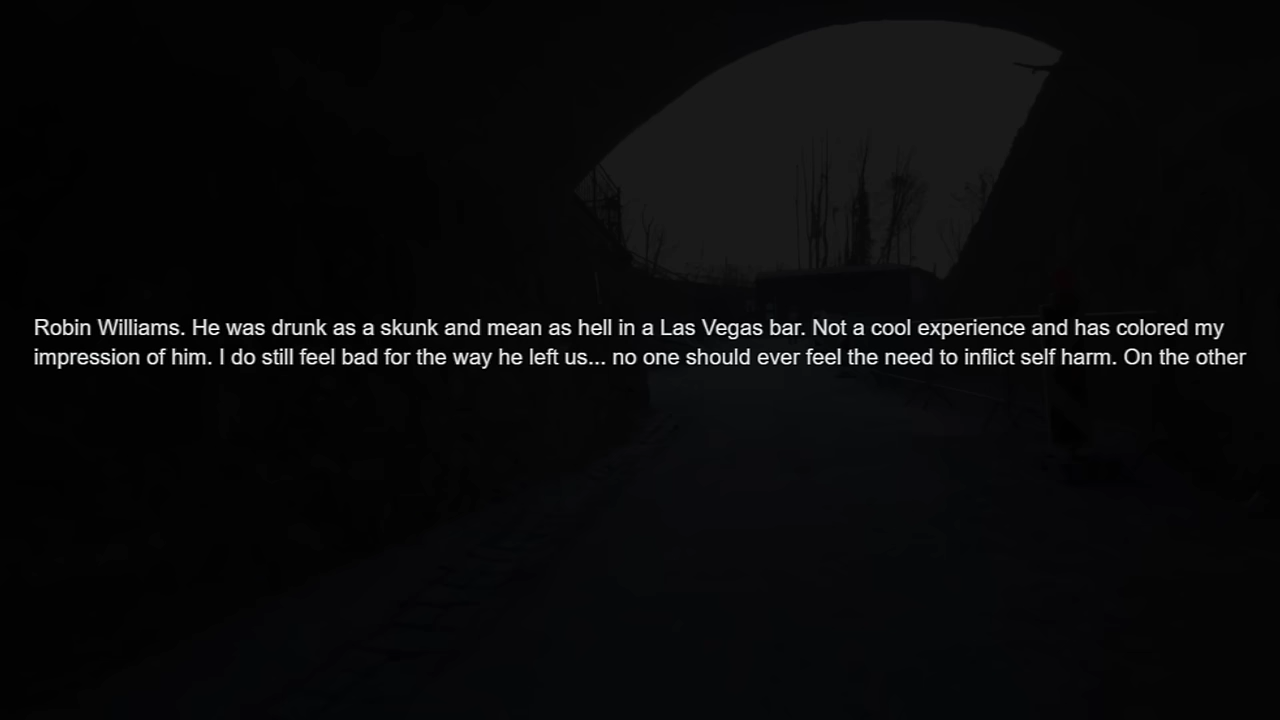 Robin Williams. He was drunk as a skunk and mean as hell in a Las Vegas bar. Not a cool experience and has colored my
impression of him. I do still feel bad for the way he left us... no one should ever feel the need to inflict self harm. On the other